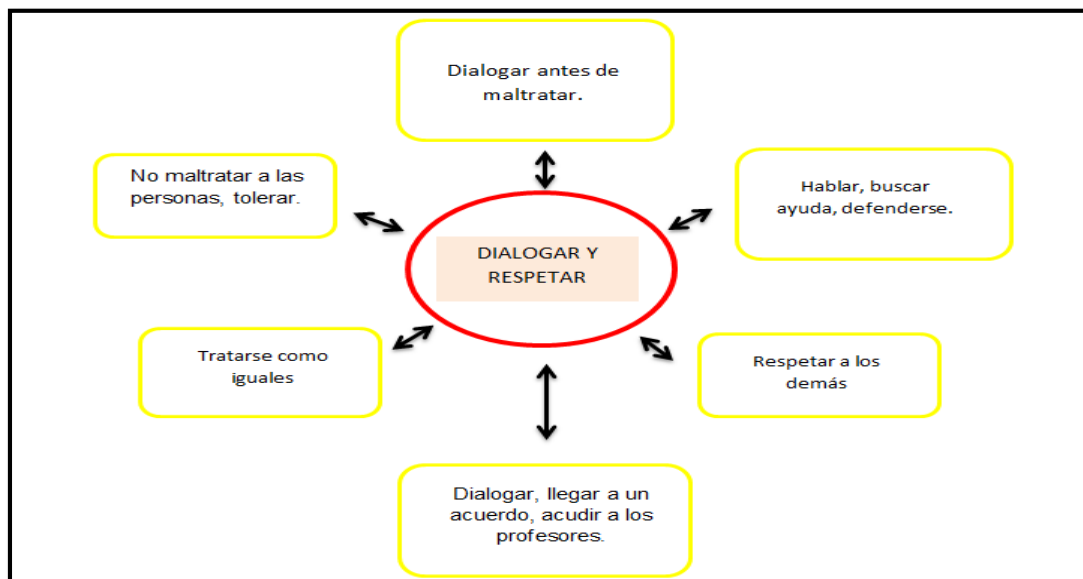 Dialogar antes de
maltratar.
No maltratar a las
personas, tolerar.
Hablar, buscar
ayuda, defenderse.
DIALOGAR Y
RESPETAR
Tratarse como
iguales
Respetar a los
demás
Dialogar, llegar a un
acuerdo, acudir a los
profesores.